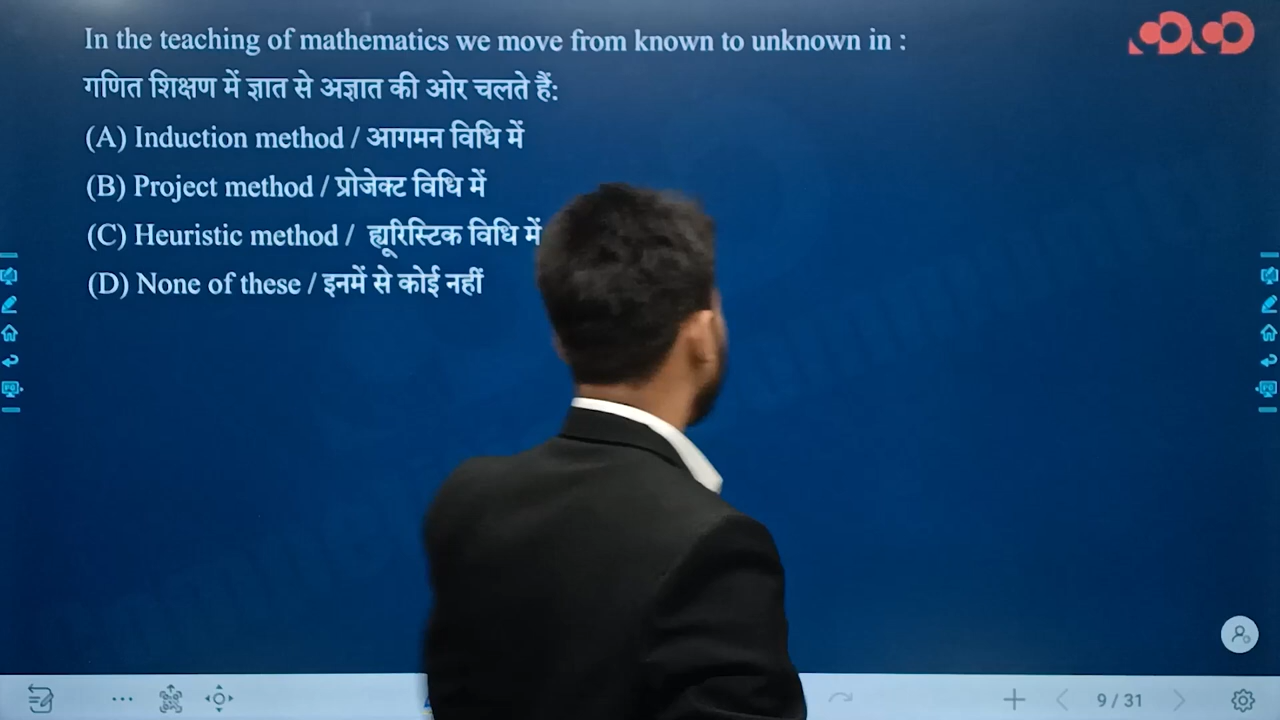 In the teaching of mathematics we move from known to unknown in :
गणित शिक्षण में ज्ञात से अज्ञात की ओर चलते हैं:
(A) Induction method / आगमन विधि में
(B) Project method / प्रोजेक्ट विधि में
(C) Heuristic method / ह्यूरिस्टिक विधि में
(D) None of these / इनमें से कोई नहीं
9 / 31